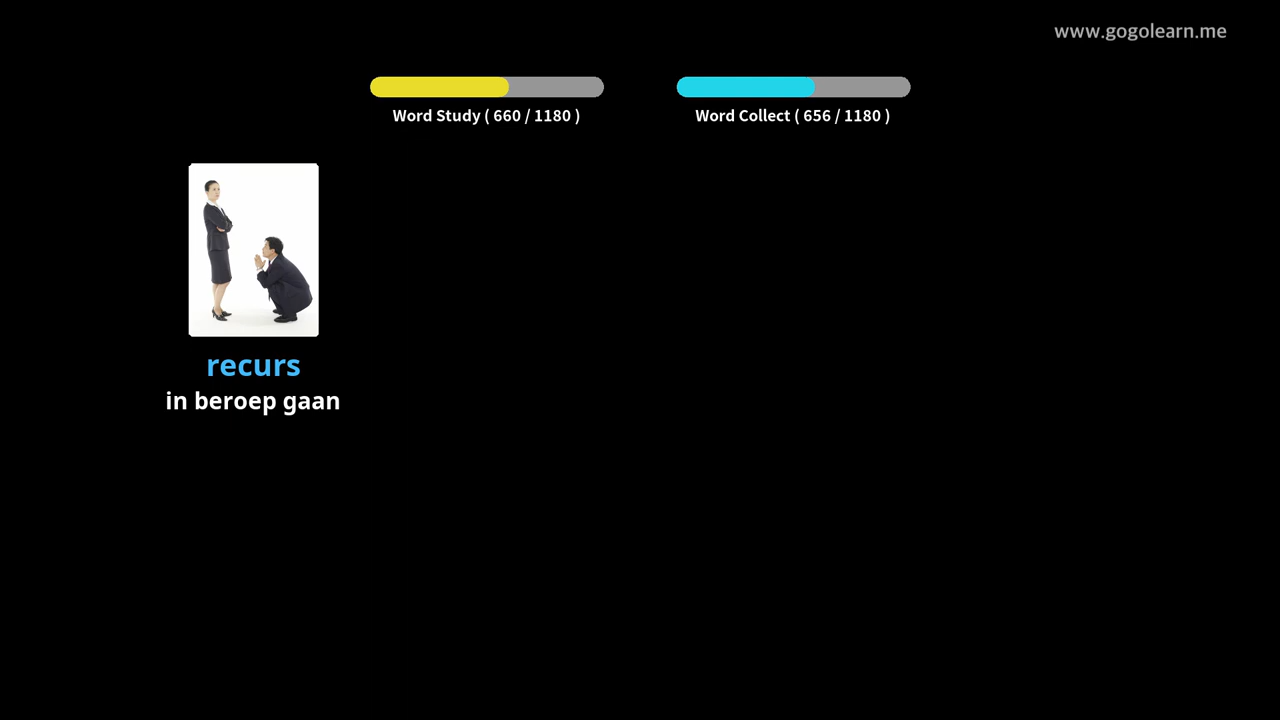 www.gogolearn.me
Word Study ( 660 / 1180 )
Word Collect ( 656 / 1180 )
recurs
in beroep gaan